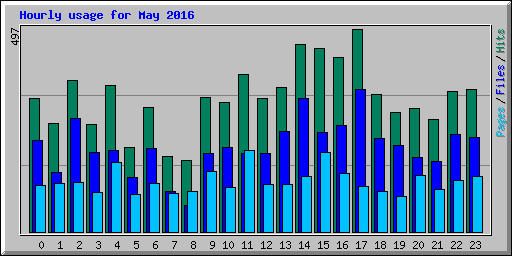 Hourly usage for May 2016
497
Pages/Files/Hits
0 1 2 3 4 5 6 7 8 9 10 11 12 13 14 15 16 17 18 19 20 21 22 23